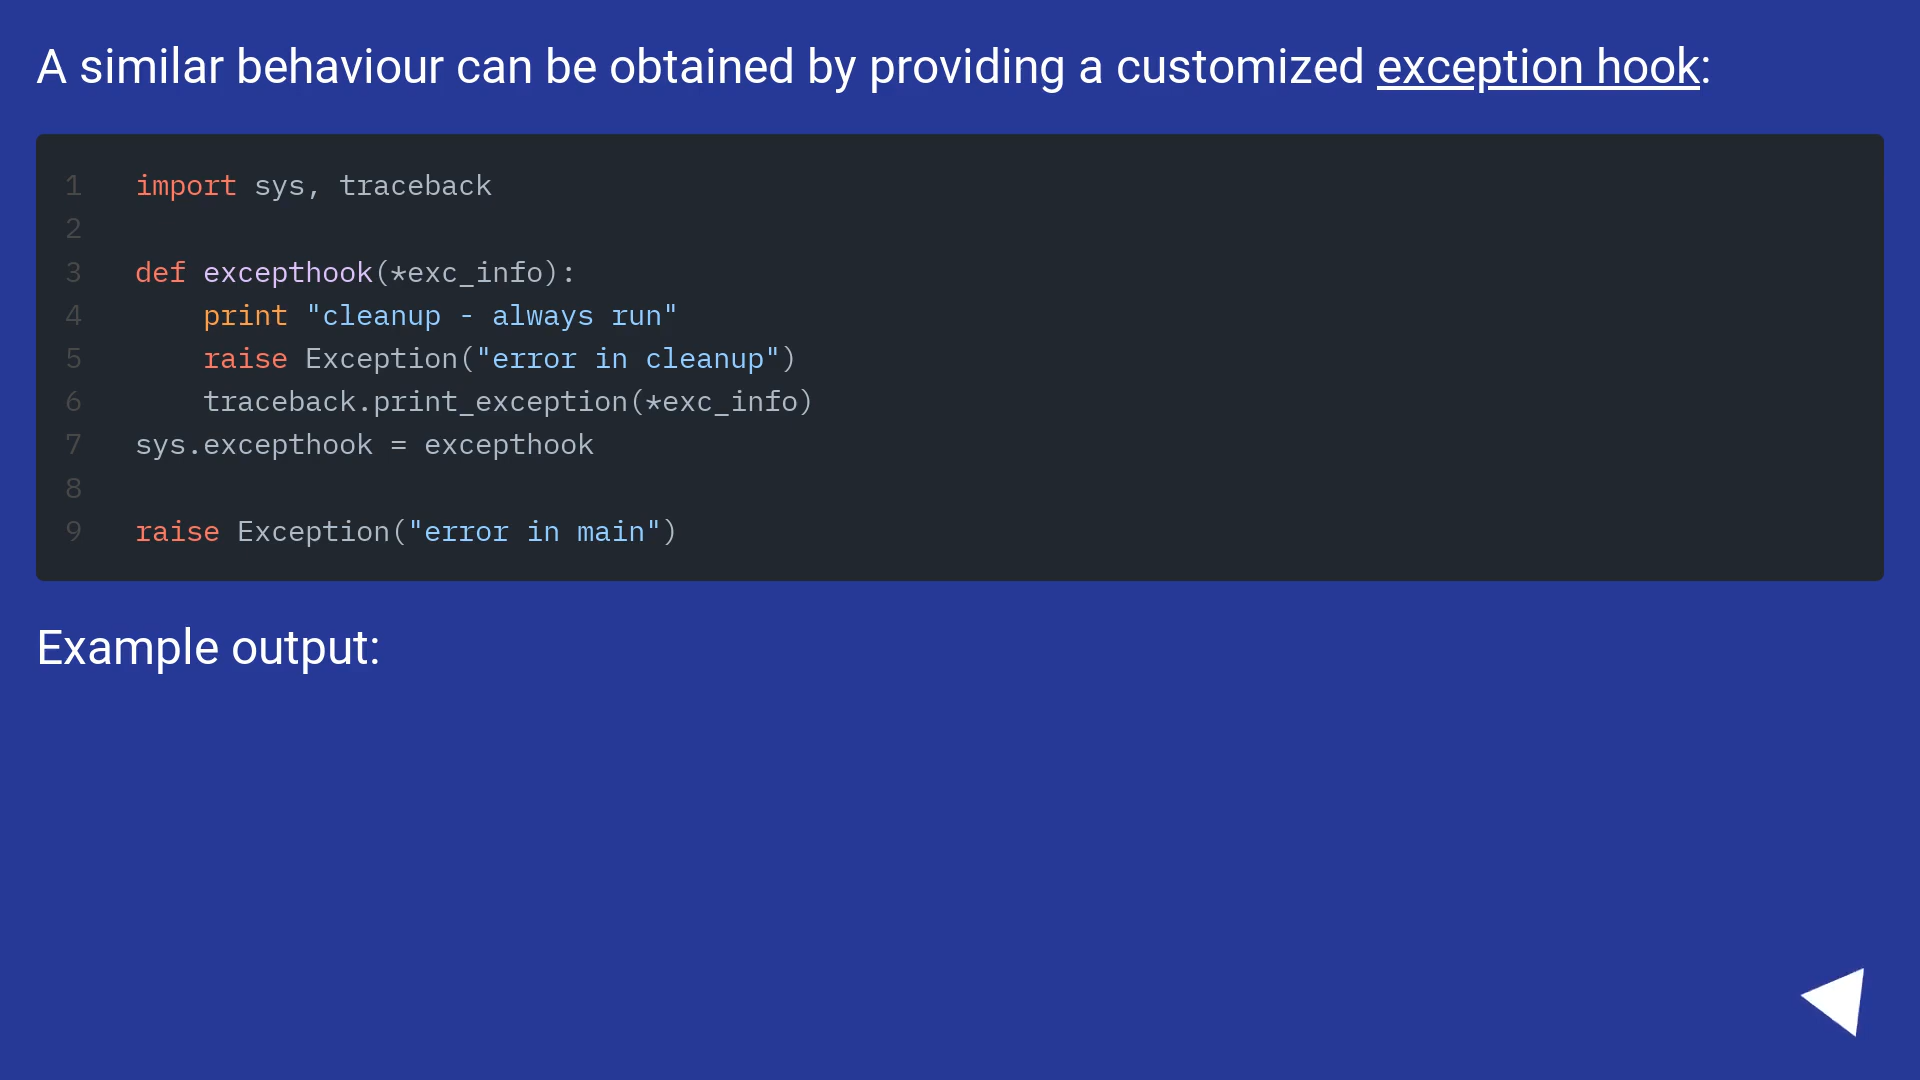 A similar behaviour can be obtained by providing a customized exception hook:
1 import sys, traceback
2
3 def excepthook(*exc_info):
4     print "cleanup - always run"
5     raise Exception("error in cleanup")
6     traceback.print_exception(*exc_info)
7 sys.excepthook = excepthook
8
9 raise Exception("error in main")
Example output: